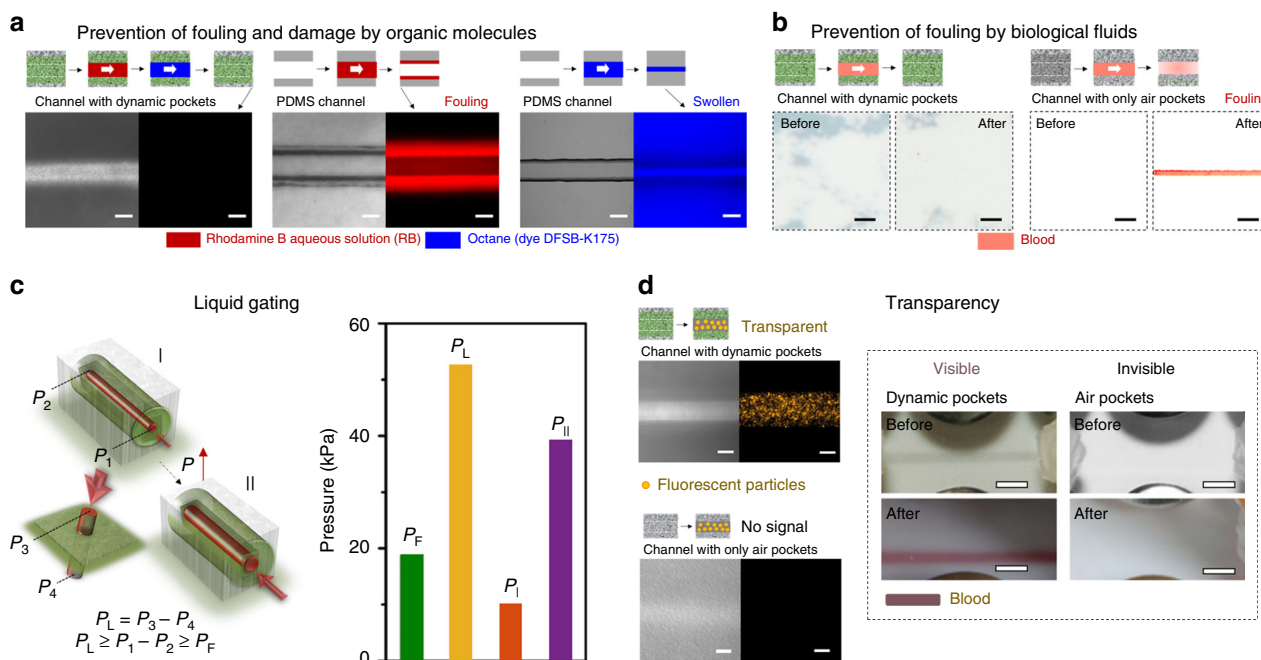 a
Prevention of fouling and damage by organic molecules
Channel with dynamic pockets
PDMS channel
Fouling
PDMS channel
Swollen
Rhodamine B aqueous solution (RB)
Octane (dye DFSB-K175)
b
Prevention of fouling by biological fluids
Channel with dynamic pockets
Channel with only air pockets
Before
After
Before
After
Blood
c
Liquid gating
I
P2
P1
P
II
P3
P4
PL = P3 – P4
PL ≥ P1 – P2 ≥ PF
Pressure (kPa)
60
40
20
0
PF
PL
PI
PII
d
Transparency
Transparent
Channel with dynamic pockets
Fluorescent particles
No signal
Channel with only air pockets
Visible
Invisible
Dynamic pockets
Air pockets
Before
Before
After
After
Blood